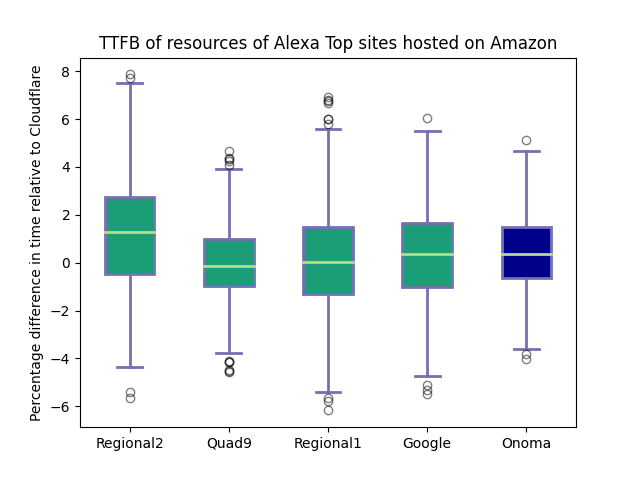 TTFB of resources of Alexa Top sites hosted on Amazon
Percentage difference in time relative to Cloudflare
8
6
4
2
0
−2
−4
−6
Regional2 Quad9 Regional1 Google Onoma